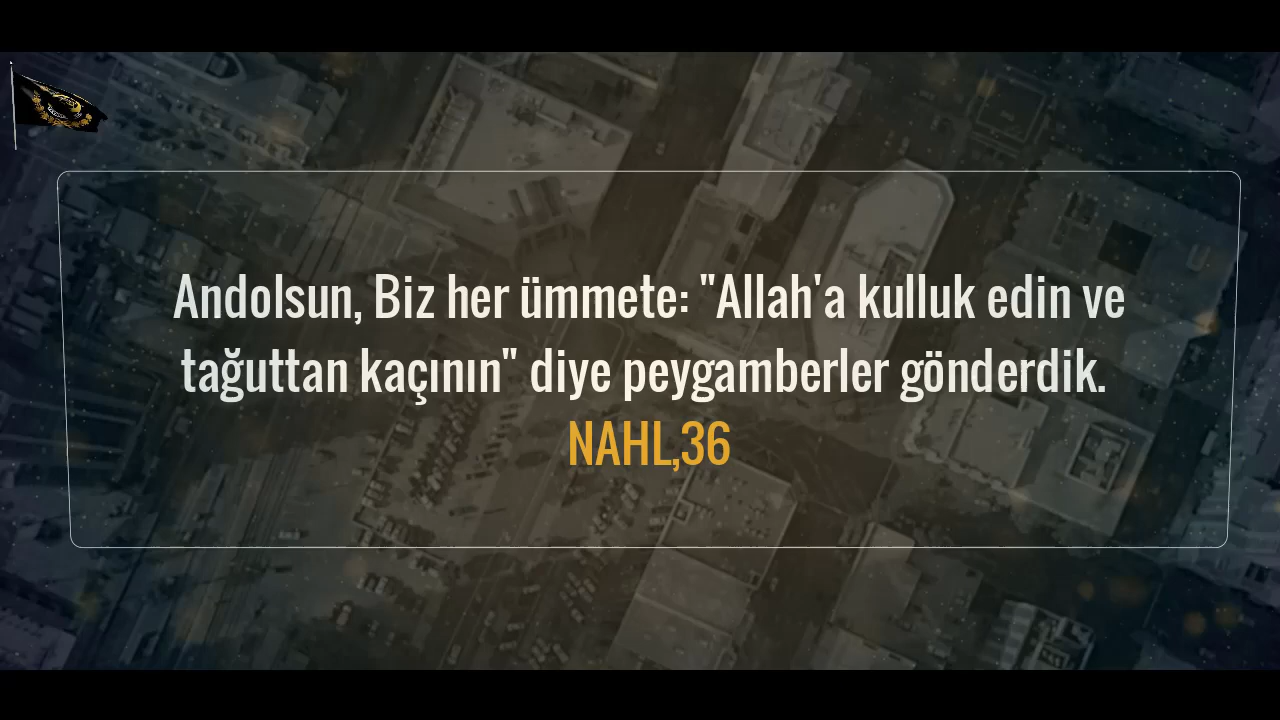 Andolsun, Biz her ümmete: "Allah'a kulluk edin ve
tağuttan kaçının" diye peygamberler gönderdik.
NAHL,36